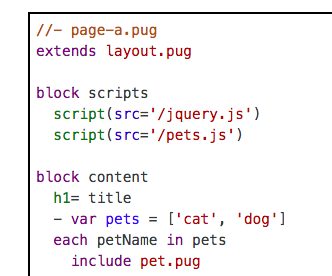 //- page-a.pug
extends layout.pug

block scripts
  script(src='/jquery.js')
  script(src='/pets.js')

block content
  h1= title
  - var pets = ['cat', 'dog']
  each petName in pets
    include pet.pug